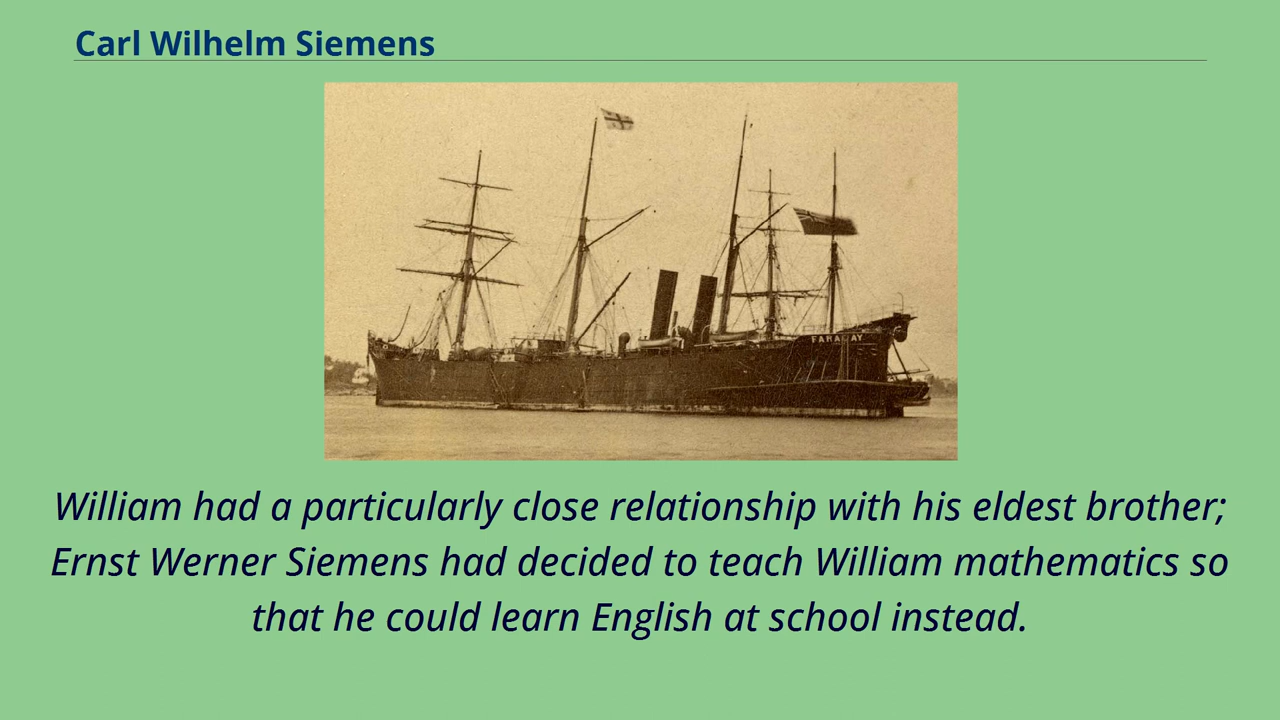 Carl Wilhelm Siemens
FARADAY
William had a particularly close relationship with his eldest brother;
Ernst Werner Siemens had decided to teach William mathematics so
that he could learn English at school instead.